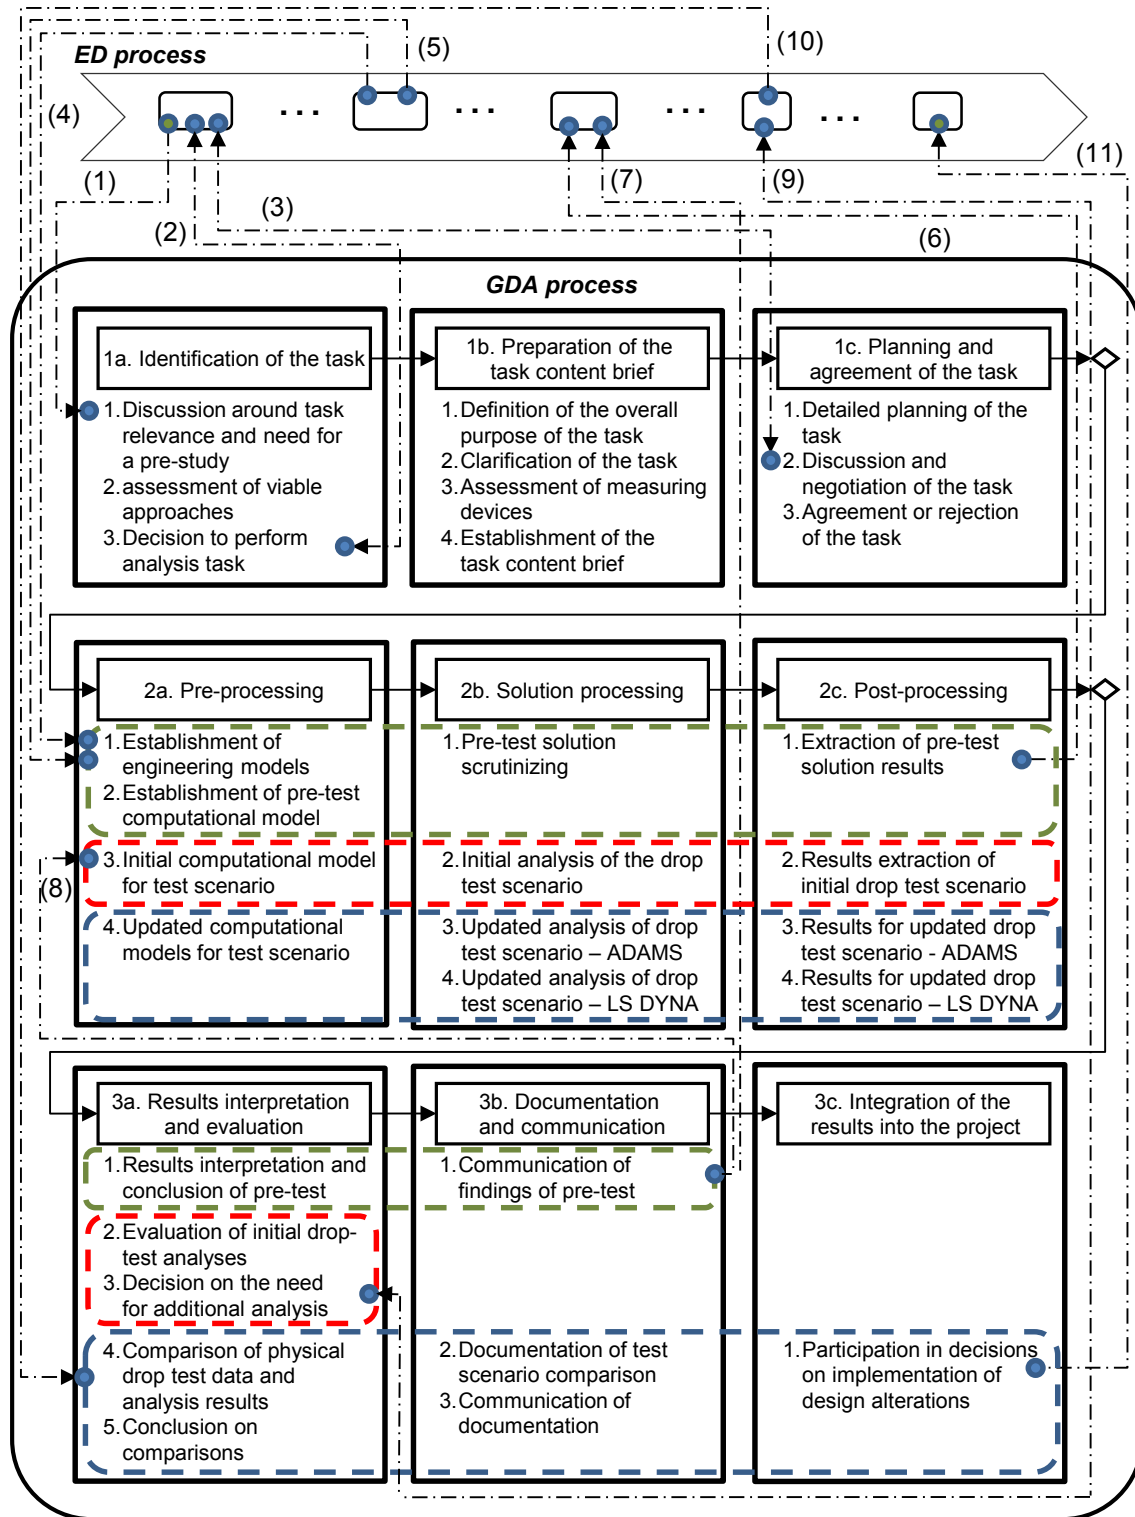 (10)
(5)
ED process
(4)
(1)
(2)
(3)
(7)
(9)
(11)
(6)
GDA process
1a. Identification of the task
1b. Preparation of the
task content brief
1c. Planning and
agreement of the task
1. Discussion around task
relevance and need for
a pre-study
2. assessment of viable
approaches
3. Decision to perform
analysis task
1. Definition of the overall
purpose of the task
2. Clarification of the task
3. Assessment of measuring
devices
4. Establishment of the
task content brief
1. Detailed planning of the
task
2. Discussion and
negotiation of the task
3. Agreement or rejection
of the task
2a. Pre-processing
2b. Solution processing
2c. Post-processing
1. Establishment of
engineering models
2. Establishment of pre-test
computational model
1. Pre-test solution
scrutinizing
1. Extraction of pre-test
solution results
(8)
3. Initial computational model
for test scenario
2. Initial analysis of the drop
test scenario
2. Results extraction of
initial drop test scenario
4. Updated computational
models for test scenario
3. Updated analysis of drop
test scenario – ADAMS
4. Updated analysis of drop
test scenario – LS DYNA
3. Results for updated drop
test scenario - ADAMS
4. Results for updated drop
test scenario – LS DYNA
3a. Results interpretation
and evaluation
3b. Documentation
and communication
3c. Integration of the
results into the project
1. Results interpretation and
conclusion of pre-test
1. Communication of
findings of pre-test
2. Evaluation of initial drop-
test analyses
3. Decision on the need
for additional analysis
4. Comparison of physical
drop test data and
analysis results
5. Conclusion on
comparisons
2. Documentation of test
scenario comparison
3. Communication of
documentation
1. Participation in decisions
on implementation of
design alterations